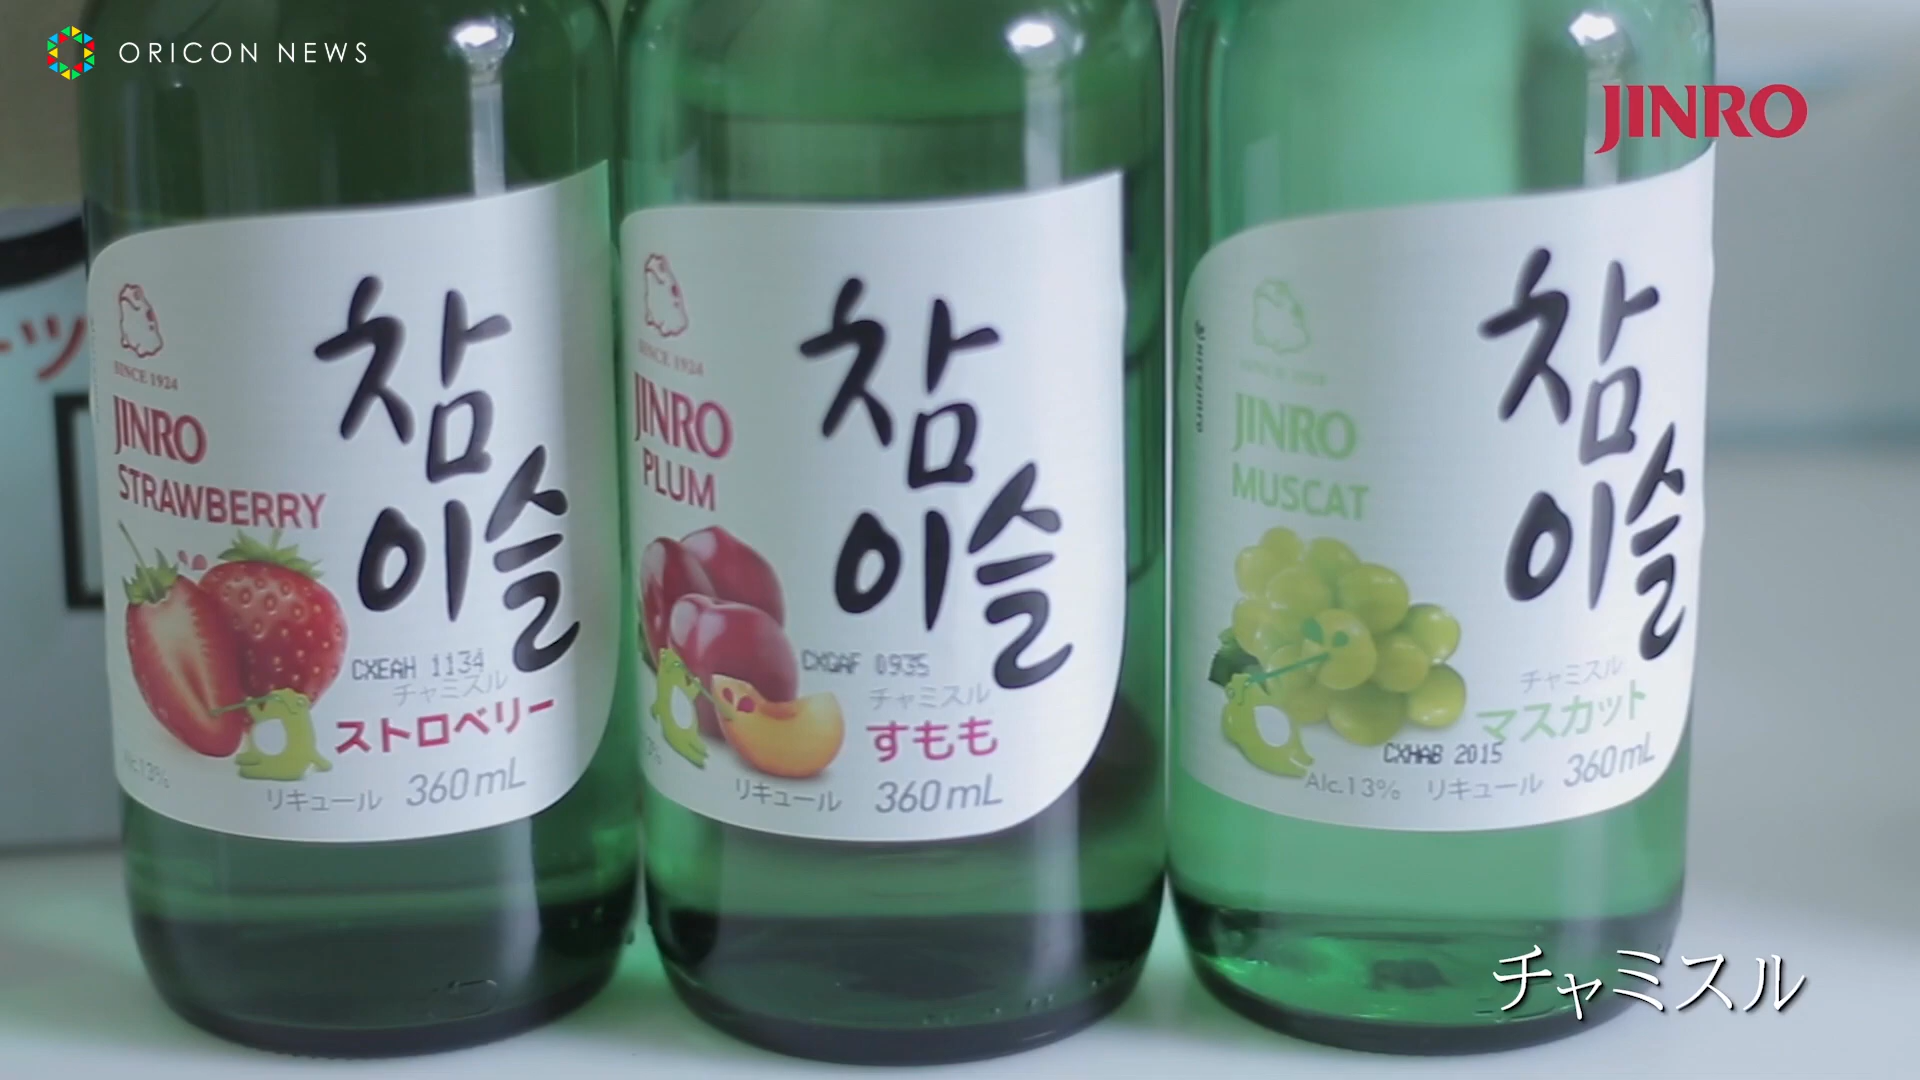 ORICON NEWS
JINRO
ーツ
SINCE 1924
JINRO
STRAWBERRY
참
이슬
CXEAH 1134
チャミスル
ストロベリー
Alc.13%
リキュール 360mL
SINCE 1924
JINRO
PLUM
참
이슬
CXGAF 0935
チャミスル
すもも
リキュール 360mL
JINRO
MUSCAT
참
이슬
チャミスル
マスカット
CXHAB 2015
Alc.13% リキュール 360mL
チャミスル